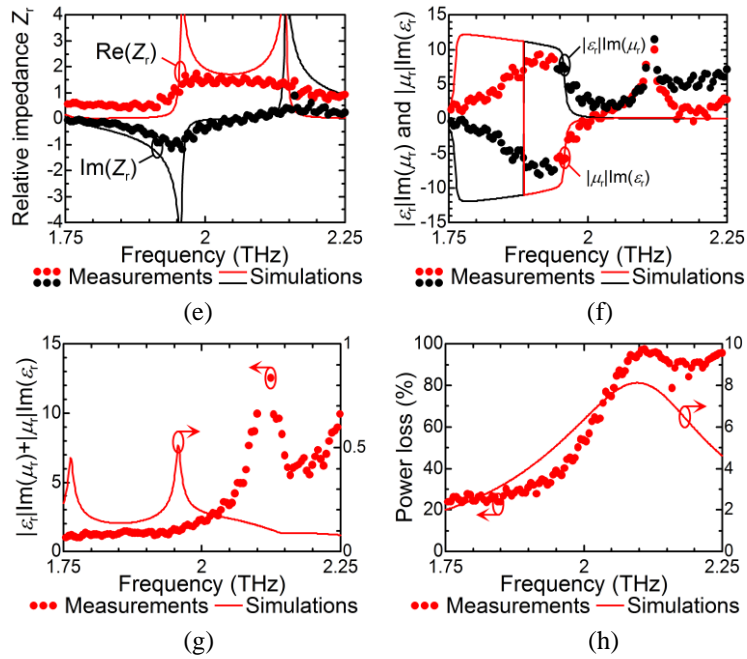 Relative impedance Zᵣ
4
3
2
1
0
-1
-2
-3
-4
Re(Zᵣ)
Im(Zᵣ)
1.75 2 2.25
Frequency (THz)
Measurements Simulations
(e)
|εᵣ|Im(μᵣ) and |μᵣ|Im(εᵣ)
15
10
5
0
-5
-10
-15
|εᵣ|Im(μᵣ)
|μᵣ|Im(εᵣ)
1.75 2 2.25
Frequency (THz)
Measurements Simulations
(f)
|εᵣ|Im(μᵣ)+|μᵣ|Im(εᵣ)
15
10
5
0
1
0.5
0
1.75 2 2.25
Frequency (THz)
Measurements Simulations
(g)
Power loss (%)
100
80
60
40
20
0
10
8
6
4
2
0
1.75 2 2.25
Frequency (THz)
Measurements Simulations
(h)